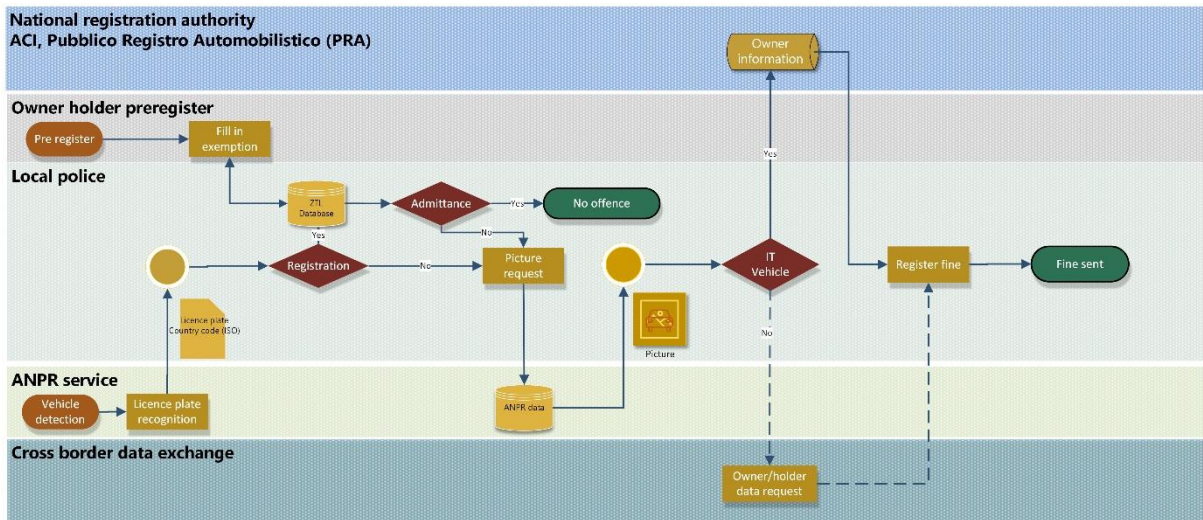 National registration authority
ACI, Pubblico Registro Automobilistico (PRA)
Owner
information
Owner holder preregister
Pre register
Fill in
exemption
Yes
Local police
ZTL
Database
Admittance
Yes
No offence
No
Yes
Registration
No
Picture
request
IT
Vehicle
Register fine
Fine sent
Licence plate
Country code (ISO)
No
Picture
ANPR service
Vehicle
detection
Licence plate
recognition
ANPR data
Cross border data exchange
Owner/holder
data request